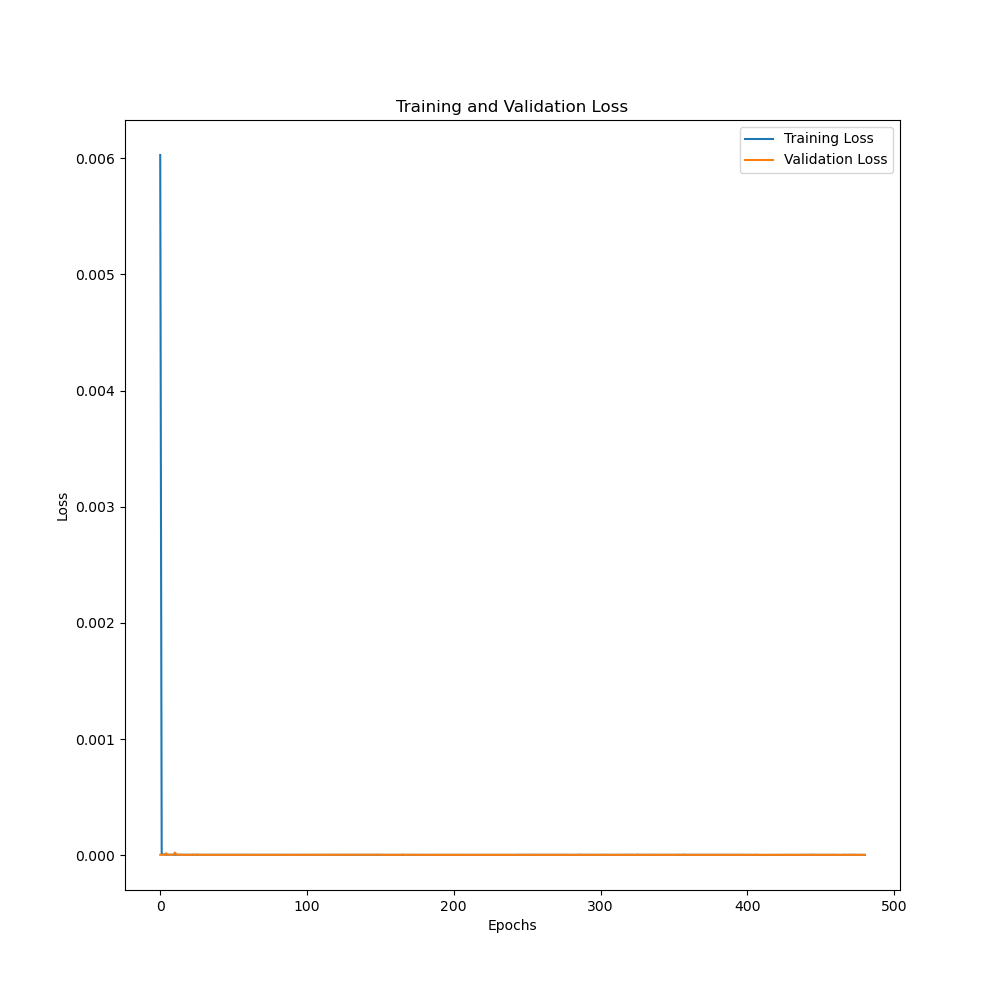 Training and Validation Loss
Training Loss
Validation Loss
0.006
0.005
0.004
0.003
0.002
0.001
0.000
Loss
0 100 200 300 400 500
Epochs